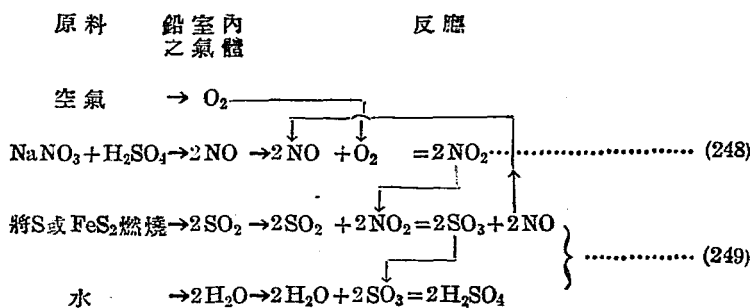 原料 鉛室內之氣體 反應
空氣 → O₂
NaNO₃+H₂SO₄→2NO→2NO +O₂ =2NO₂ (248)
將S或FeS₂燃燒→2SO₂→2SO₂ +2NO₂=2SO₃+2NO
(249)
水 →2H₂O→2H₂O+2SO₃=2H₂SO₄